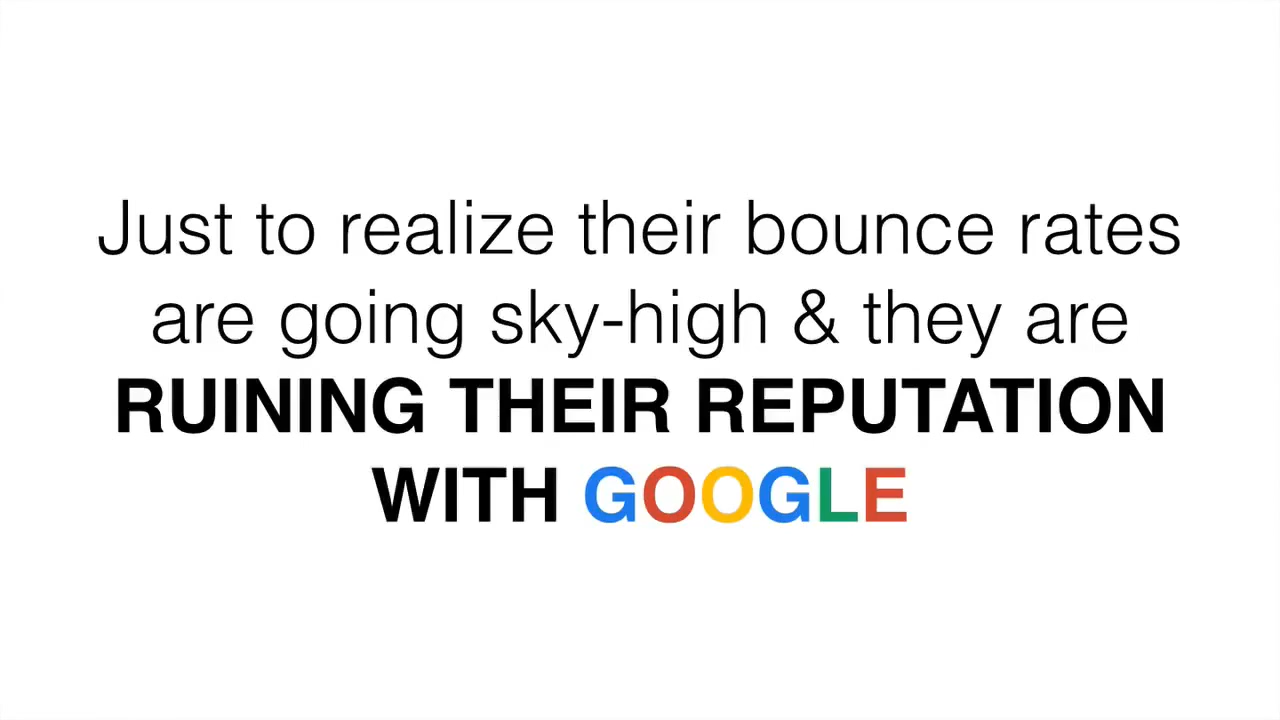 Just to realize their bounce rates
are going sky-high & they are
RUINING THEIR REPUTATION
WITH GOOGLE